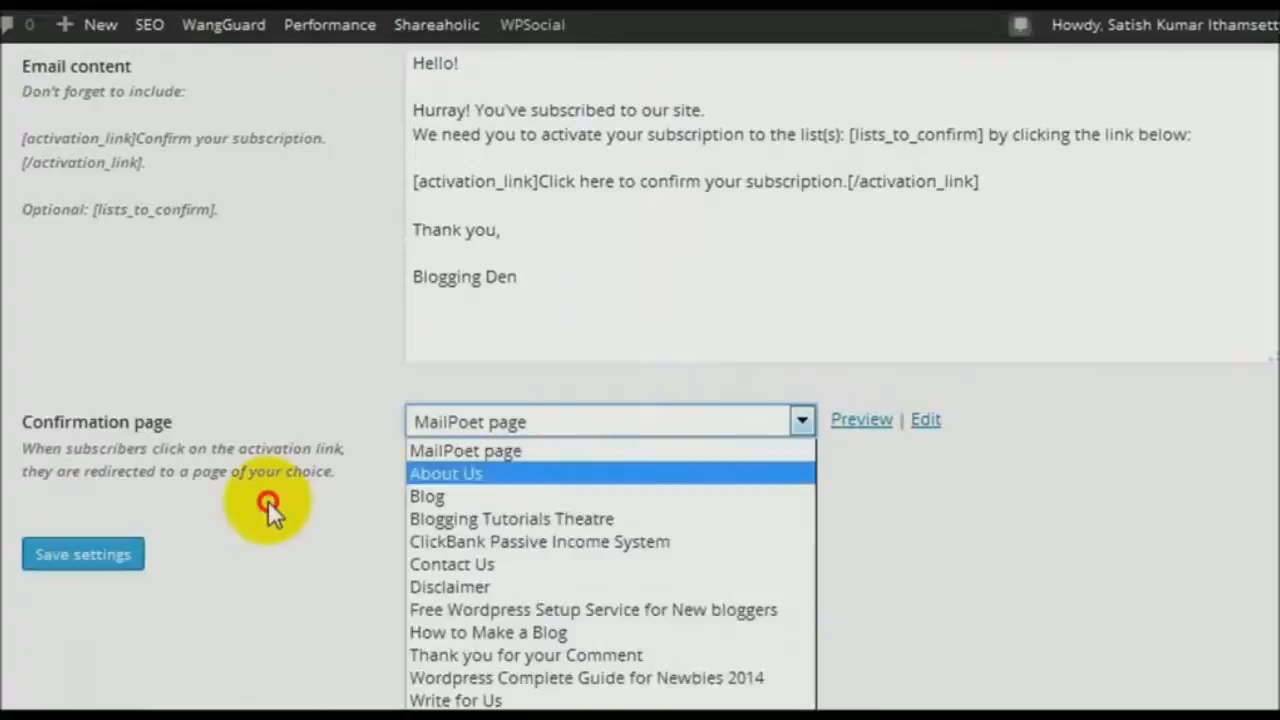 0 + New SEO WangGuard Performance Shareaholic WPSocial Howdy, Satish Kumar Ithamsett
Email content
Don't forget to include:
[activation_link]Confirm your subscription.
[/activation_link].
Optional: [lists_to_confirm].
Hello!
Hurray! You've subscribed to our site.
We need you to activate your subscription to the list(s): [lists_to_confirm] by clicking the link below:
[activation_link]Click here to confirm your subscription.[/activation_link]
Thank you,
Blogging Den
Confirmation page
When subscribers click on the activation link,
they are redirected to a page of your choice.
MailPoet page
Preview | Edit
MailPoet page
About Us
Blog
Blogging Tutorials Theatre
ClickBank Passive Income System
Contact Us
Disclaimer
Free Wordpress Setup Service for New bloggers
How to Make a Blog
Thank you for your Comment
Wordpress Complete Guide for Newbies 2014
Write for Us
Save settings